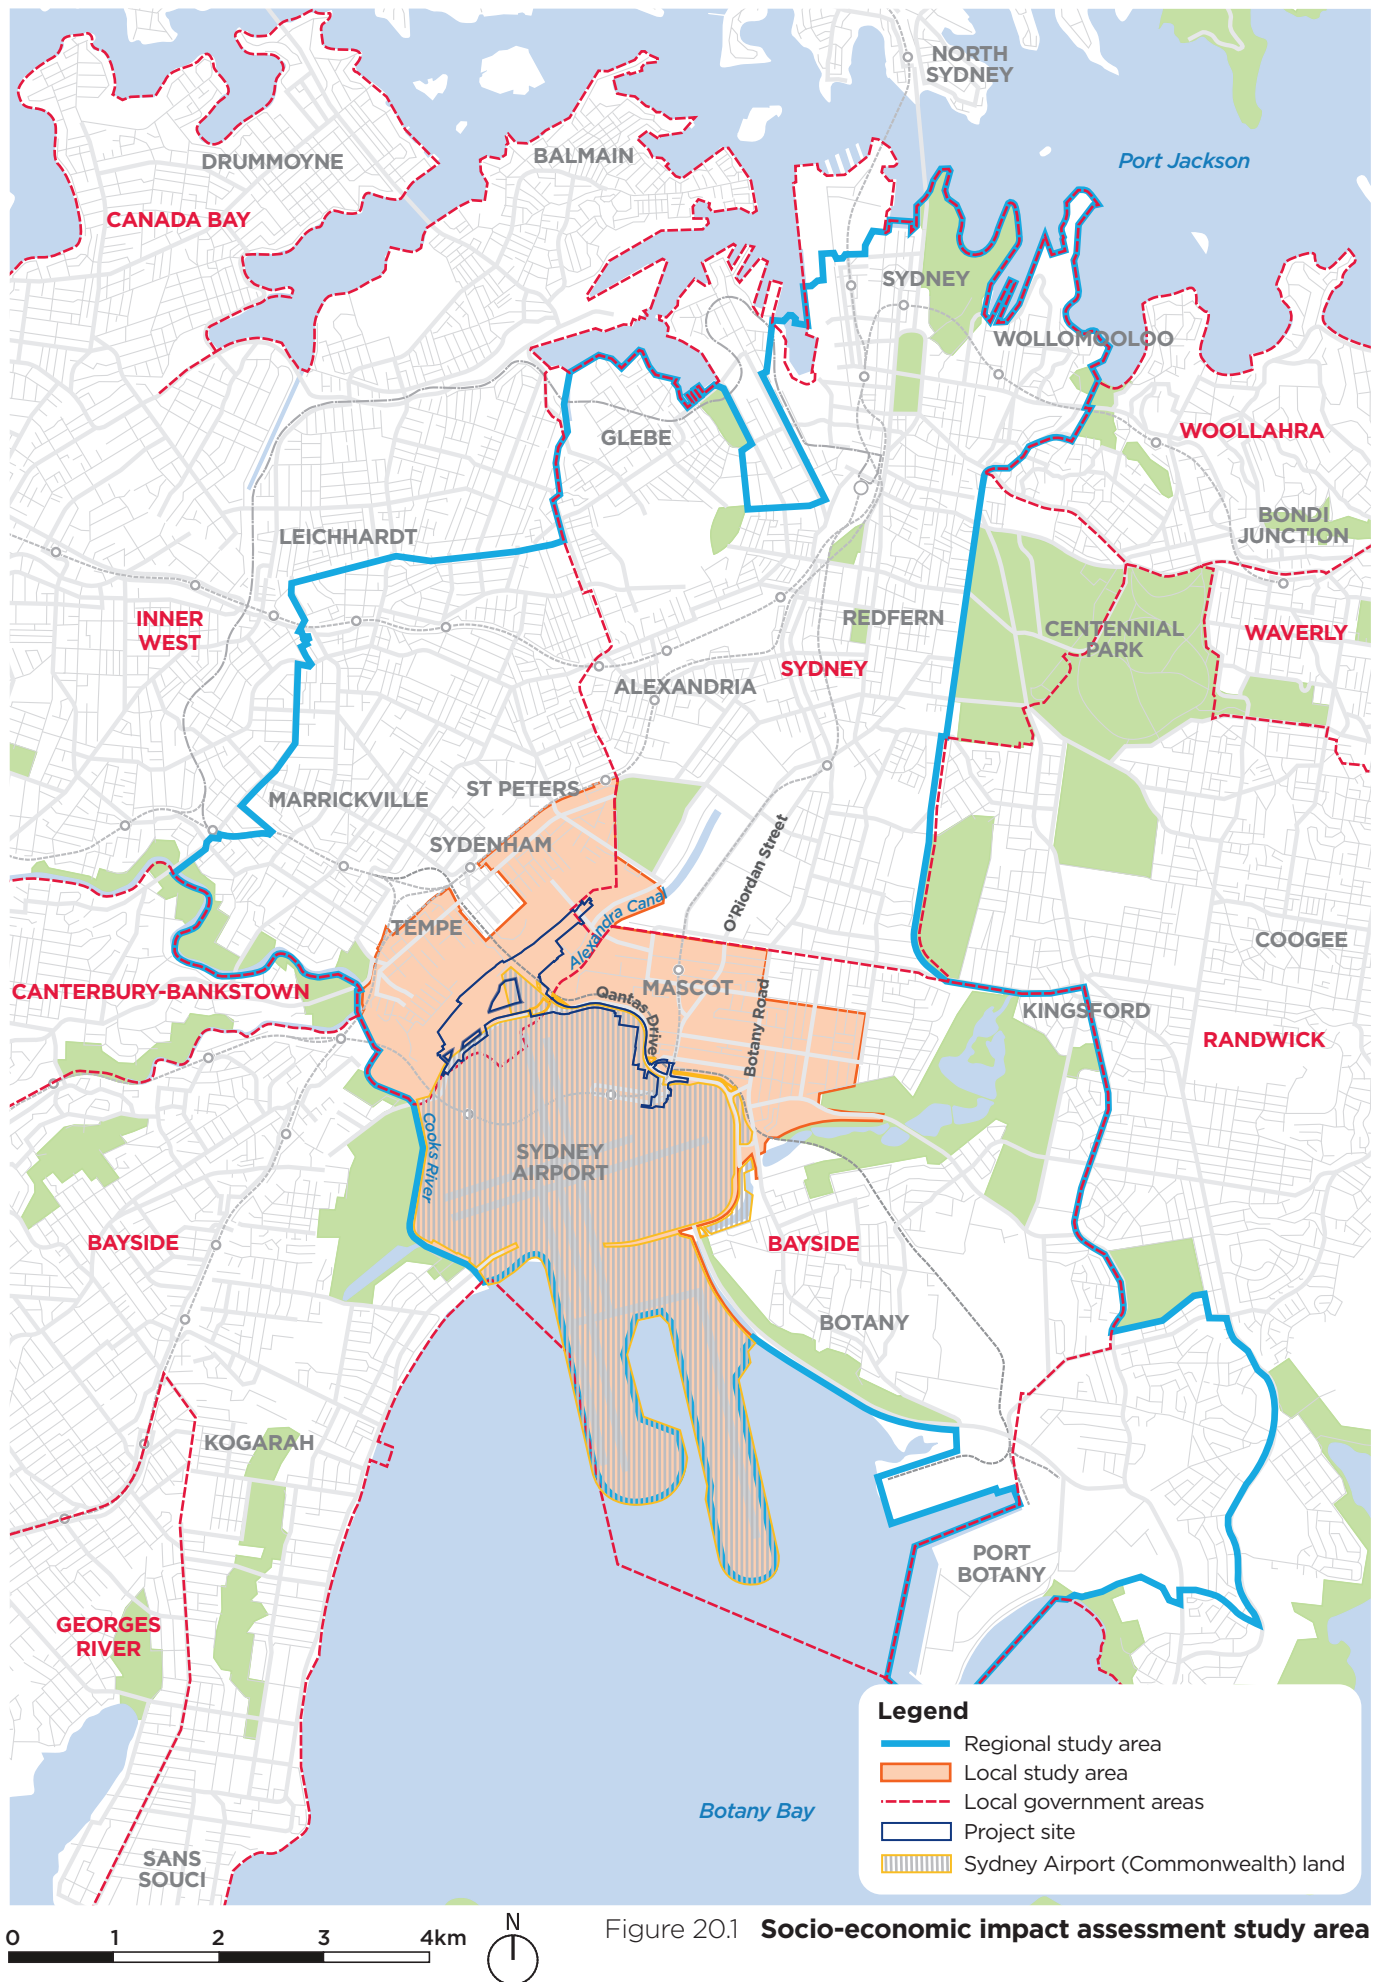 NORTH
SYDNEY
DRUMMOYNE
BALMAIN
Port Jackson
CANADA BAY
SYDNEY
WOLLOMOOLOO
GLEBE
WOOLLAHRA
LEICHHARDT
BONDI
JUNCTION
INNER
WEST
REDFERN
CENTENNIAL
PARK
WAVERLY
SYDNEY
ALEXANDRIA
ST PETERS
MARRICKVILLE
SYDENHAM
O'Riordan Street
Alexandra Canal
TEMPE
COOGEE
CANTERBURY-BANKSTOWN
MASCOT
Qantas Drive
Botany Road
KINGSFORD
RANDWICK
Cooks River
SYDNEY
AIRPORT
BAYSIDE
BAYSIDE
BOTANY
KOGARAH
PORT
BOTANY
GEORGES
RIVER
Botany Bay
SANS
SOUCI
Legend
Regional study area
Local study area
Local government areas
Project site
Sydney Airport (Commonwealth) land
0 1 2 3 4km
N
Figure 20.1 Socio-economic impact assessment study area